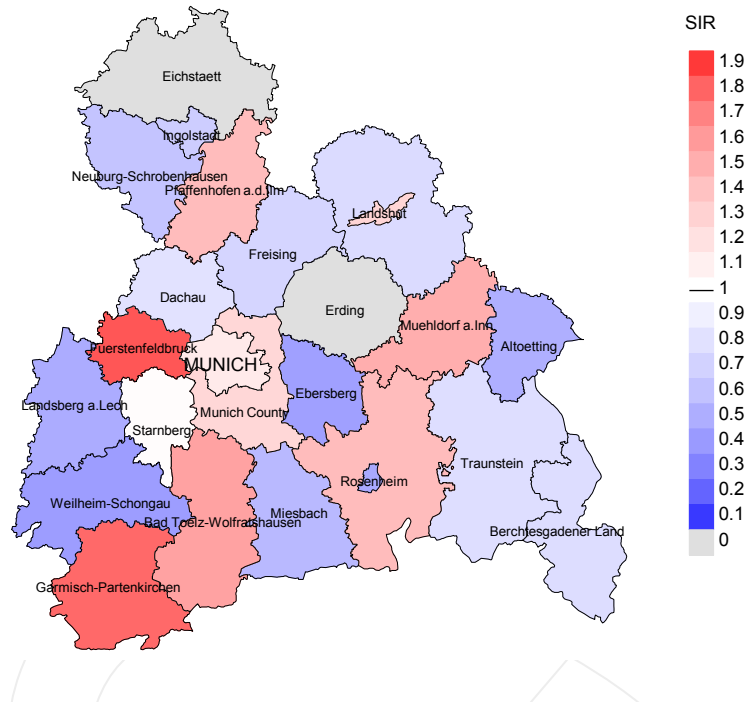 SIR
Eichstaett
Ingolstadt
Neuburg-Schrobenhausen
Pfaffenhofen a.d.Ilm
Landshut
Freising
Dachau
Erding
Muehldorf a.Inn
Altoetting
Fuerstenfeldbruck
MUNICH
Ebersberg
Landsberg a.Lech
Munich County
Starnberg
Traunstein
Rosenheim
Miesbach
Weilheim-Schongau
Bad Toelz-Wolfratshausen
Berchtesgadener Land
Garmisch-Partenkirchen
1.9
1.8
1.7
1.6
1.5
1.4
1.3
1.2
1.1
1
0.9
0.8
0.7
0.6
0.5
0.4
0.3
0.2
0.1
0